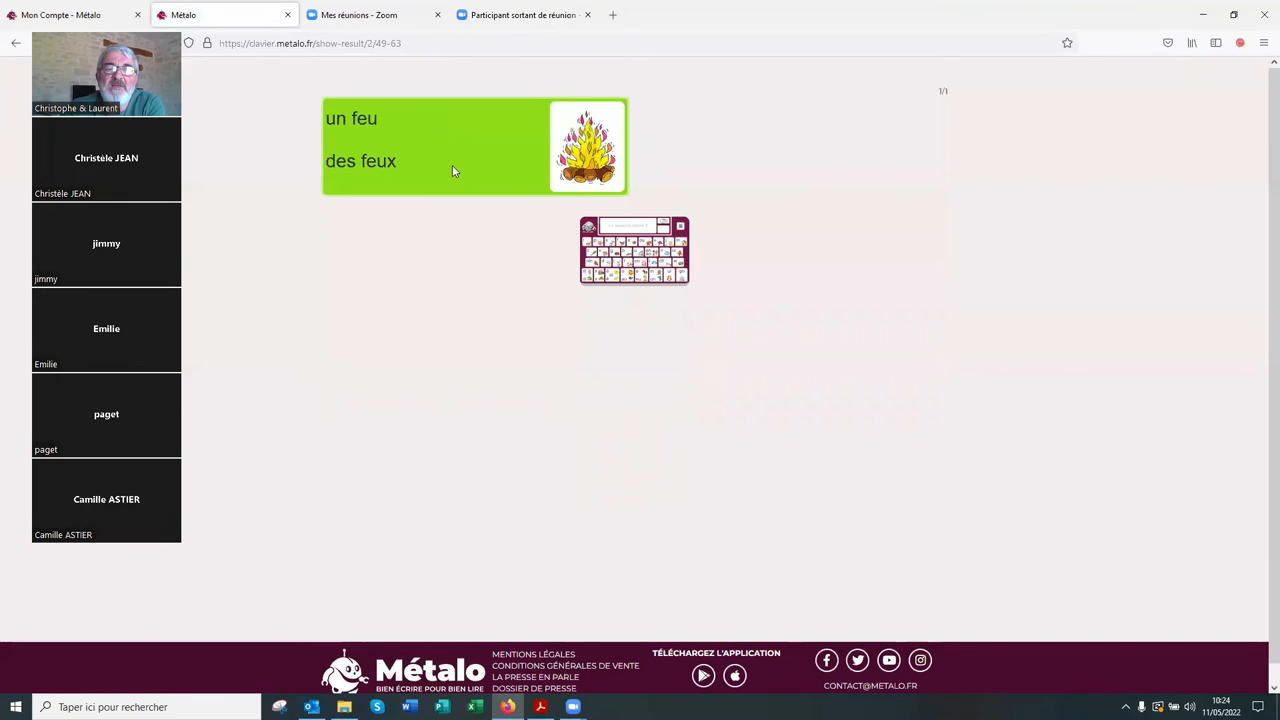 Clavier - Métalo
Métalo
Mes réunions - Zoom
Participant sortant de réunion -
https://clavier.metalo.fr/show-result/2/49-63
Christophe & Laurent
Christèle JEAN
Christèle JEAN
jimmy
jimmy
Emilie
Emilie
paget
paget
Camille ASTIER
Camille ASTIER
1/1
un feu
des feux
Métalo
BIEN ÉCRIRE POUR BIEN LIRE
MENTIONS LÉGALES
CONDITIONS GÉNÉRALES DE VENTE
LA PRESSE EN PARLE
DOSSIER DE PRESSE
TÉLÉCHARGEZ L'APPLICATION
CONTACT@METALO.FR
Taper ici pour rechercher
10:24
11/05/2022